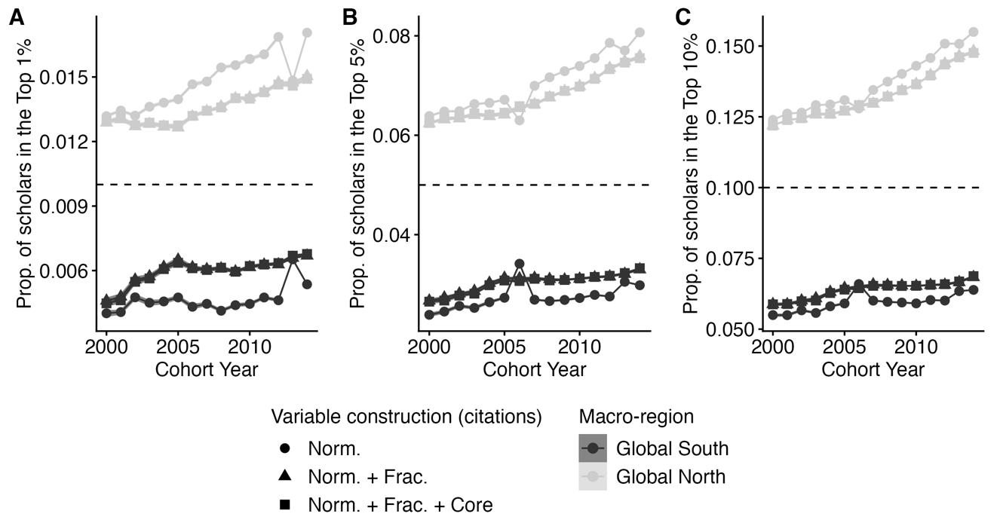 A
B
C
Prop. of scholars in the Top 1%
0.015
0.012
0.009
0.006
2000 2005 2010
Cohort Year
Prop. of scholars in the Top 5%
0.08
0.06
0.04
2000 2005 2010
Cohort Year
Prop. of scholars in the Top 10%
0.150
0.125
0.100
0.075
0.050
2000 2005 2010
Cohort Year
Variable construction (citations)
Norm.
Norm. + Frac.
Norm. + Frac. + Core
Macro-region
Global South
Global North